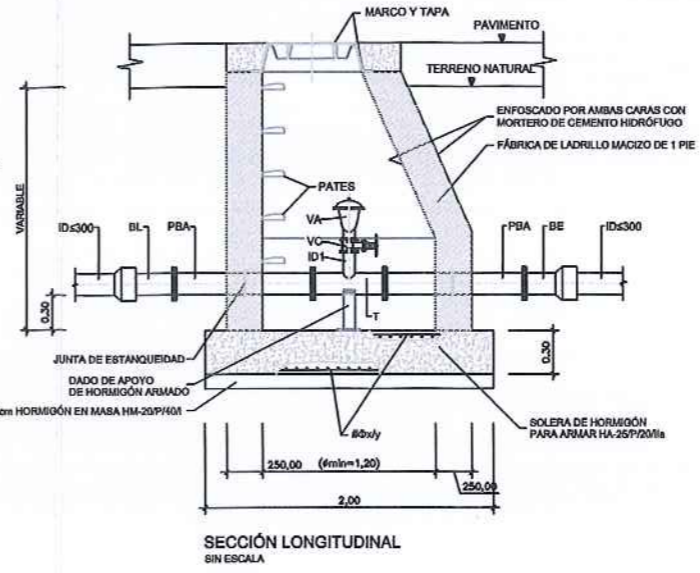 MARCO Y TAPA
PAVIMENTO
TERRENO NATURAL
ENFOSCADO POR AMBAS CARAS CON
MORTERO DE CEMENTO HIDRÓFUGO
FÁBRICA DE LADRILLO MACIZO DE 1 PIE
VARIABLE
PATES
VA
VC
ID1
ID≤300
BL
PBA
PBA
BE
ID≤300
0,30
T
JUNTA DE ESTANQUEIDAD
0,30
DADO DE APOYO
DE HORMIGÓN ARMADO
cm HORMIGÓN EN MASA HM-20/P/40/I
#Φx/y
SOLERA DE HORMIGÓN
PARA ARMAR HA-25/P/20/IIa
250,00
(ϕmin=1,20)
250,00
2,00
SECCIÓN LONGITUDINAL
SIN ESCALA